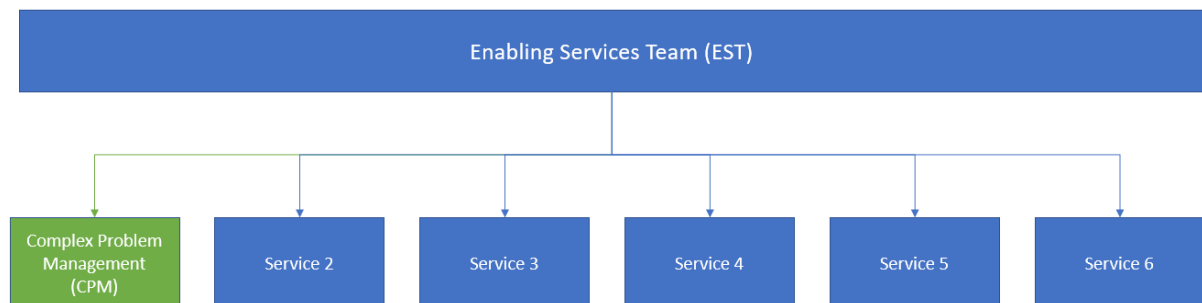 Enabling Services Team (EST)
Complex Problem
Management
(CPM)
Service 2
Service 3
Service 4
Service 5
Service 6